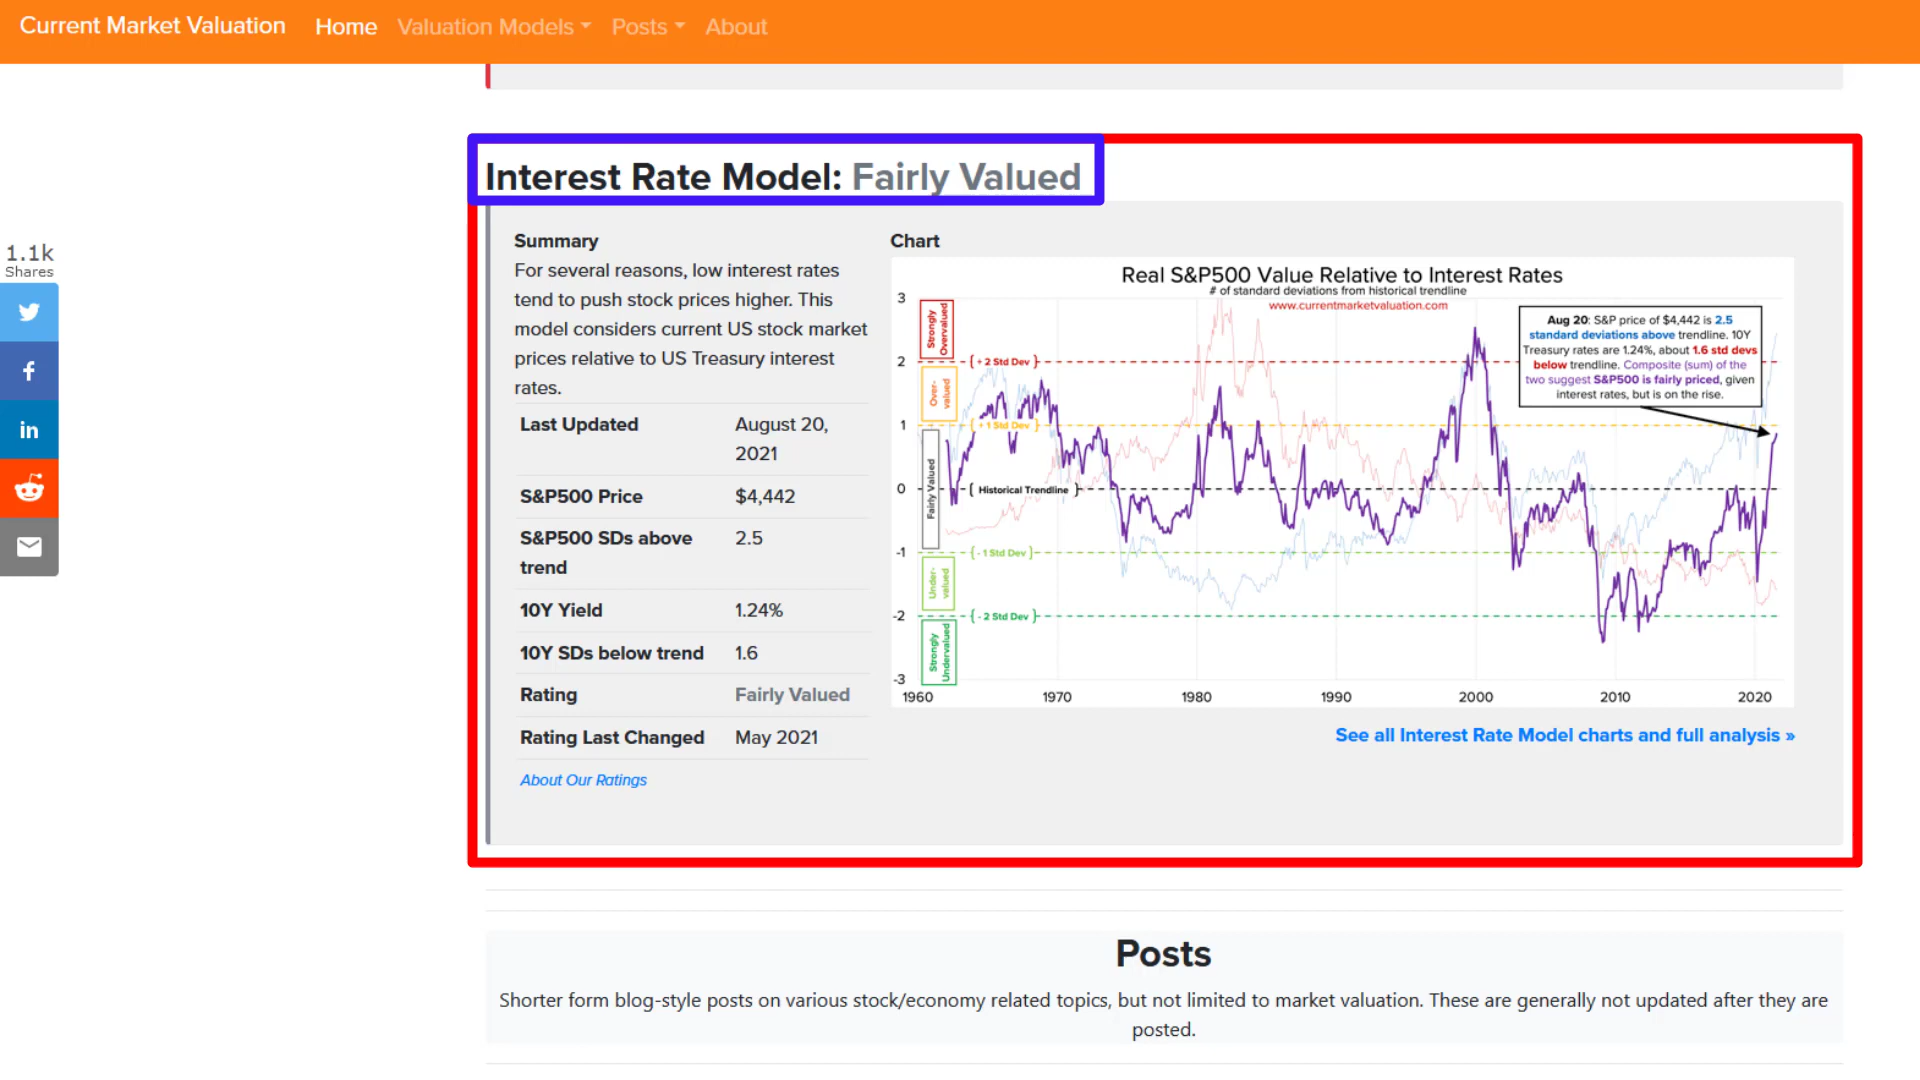 Current Market Valuation Home Valuation Models Posts About
1.1k
Shares
Interest Rate Model: Fairly Valued
Summary
For several reasons, low interest rates
tend to push stock prices higher. This
model considers current US stock market
prices relative to US Treasury interest
rates.
Last Updated August 20,
2021
S&P500 Price $4,442
S&P500 SDs above 2.5
trend
10Y Yield 1.24%
10Y SDs below trend 1.6
Rating Fairly Valued
Rating Last Changed May 2021
About Our Ratings
Chart
Real S&P500 Value Relative to Interest Rates
# of standard deviations from historical trendline
www.currentmarketvaluation.com
Aug 20: S&P price of $4,442 is 2.5
standard deviations above trendline. 10Y
Treasury rates are 1.24%, about 1.6 std devs
below trendline. Composite (sum) of the
two suggest S&P500 is fairly priced, given
interest rates, but is on the rise.
3
2
1
0
-1
-2
-3
Strongly
Overvalued
Over-
valued
Fairly Valued
Under-
valued
Strongly
Undervalued
{ + 2 Std Dev }
{ + 1 Std Dev }
{ Historical Trendline }
{ - 1 Std Dev }
{ - 2 Std Dev }
1960 1970 1980 1990 2000 2010 2020
See all Interest Rate Model charts and full analysis »
Posts
Shorter form blog-style posts on various stock/economy related topics, but not limited to market valuation. These are generally not updated after they are
posted.